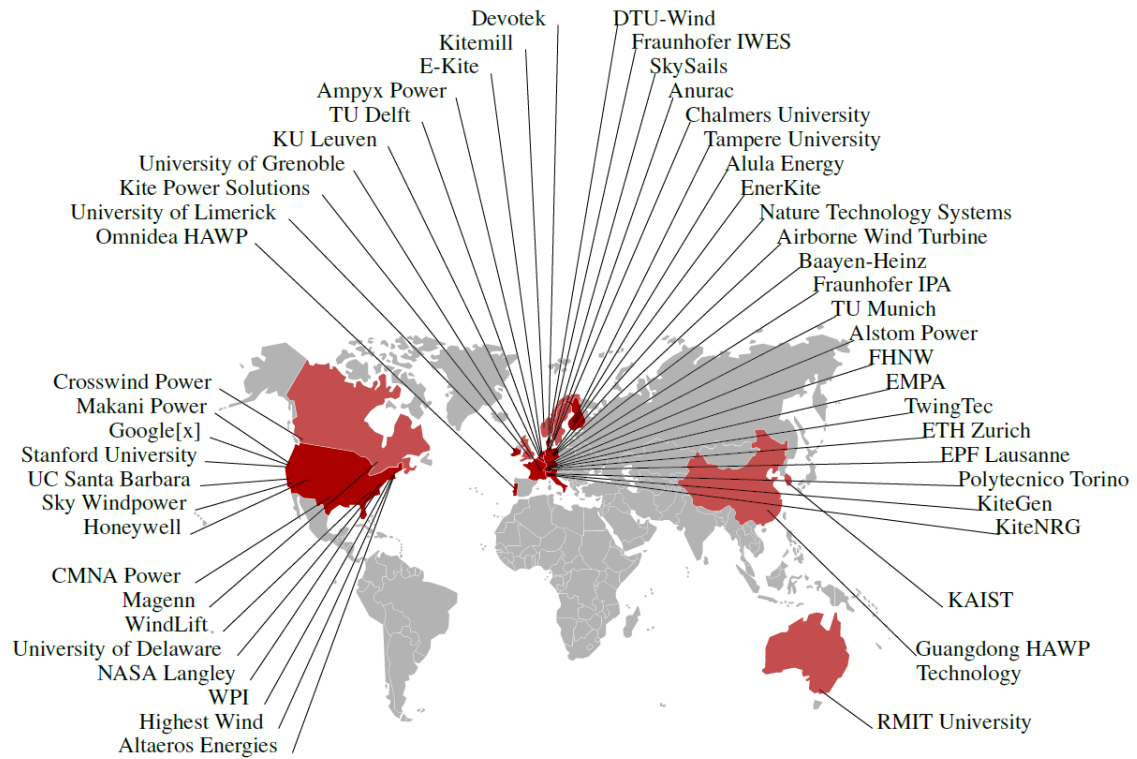 Devotek
Kitemill
E-Kite
Ampyx Power
TU Delft
KU Leuven
University of Grenoble
Kite Power Solutions
University of Limerick
Omnidea HAWP
DTU-Wind
Fraunhofer IWES
SkySails
Anurac
Chalmers University
Tampere University
Alula Energy
EnerKite
Nature Technology Systems
Airborne Wind Turbine
Baayen-Heinz
Fraunhofer IPA
TU Munich
Alstom Power
FHNW
EMPA
TwingTec
ETH Zurich
EPF Lausanne
Polytecnico Torino
KiteGen
KiteNRG
Crosswind Power
Makani Power
Google[x]
Stanford University
UC Santa Barbara
Sky Windpower
Honeywell
CMNA Power
Magenn
WindLift
University of Delaware
NASA Langley
WPI
Highest Wind
Altaeros Energies
KAIST
Guangdong HAWP
Technology
RMIT University